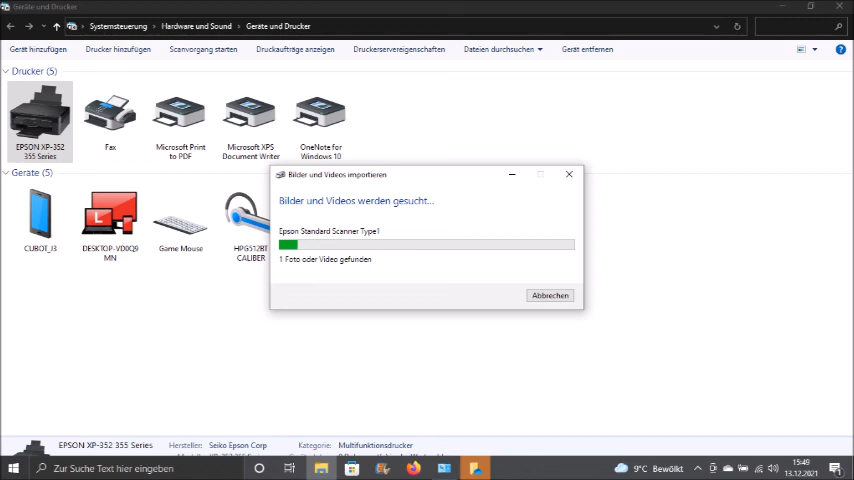 Geräte und Drucker
Systemsteuerung
Hardware und Sound
Geräte und Drucker
Gerät hinzufügen
Drucker hinzufügen
Scanvorgang starten
Druckaufträge anzeigen
Druckerservereigenschaften
Dateien durchsuchen
Gerät entfernen
Drucker (5)
EPSON XP-352
355 Series
Fax
Microsoft Print
to PDF
Microsoft XPS
Document Writer
OneNote for
Windows 10
Geräte (5)
CUBOT_J3
DESKTOP-VD0Q9
MN
Game Mouse
HPG512BT
CALIBER
Bilder und Videos importieren
Bilder und Videos werden gesucht...
Epson Standard Scanner Type1
1 Foto oder Video gefunden
Abbrechen
EPSON XP-352 355 Series
Hersteller: Seiko Epson Corp
Kategorie: Multifunktionsdrucker
Zur Suche Text hier eingeben
9°C Bewölkt
15:49
13.12.2021
1